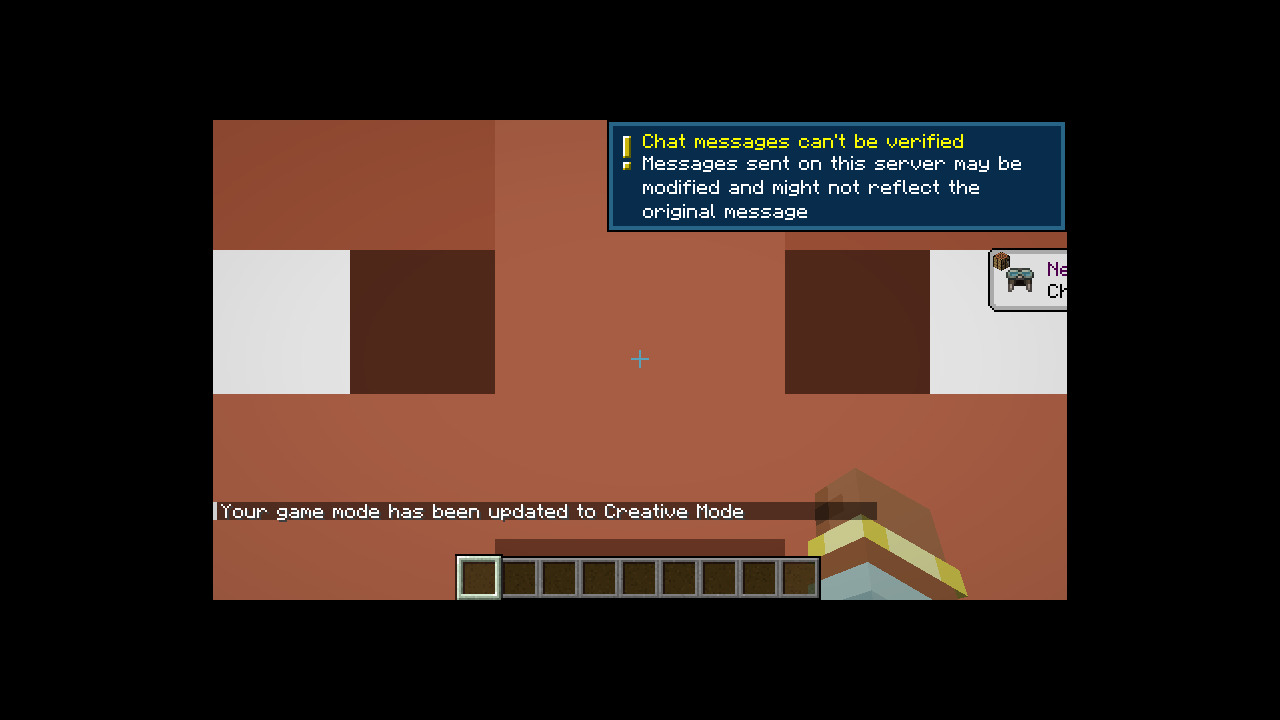 Chat messages can't be verified
Messages sent on this server may be
modified and might not reflect the
original message
Your game mode has been updated to Creative Mode